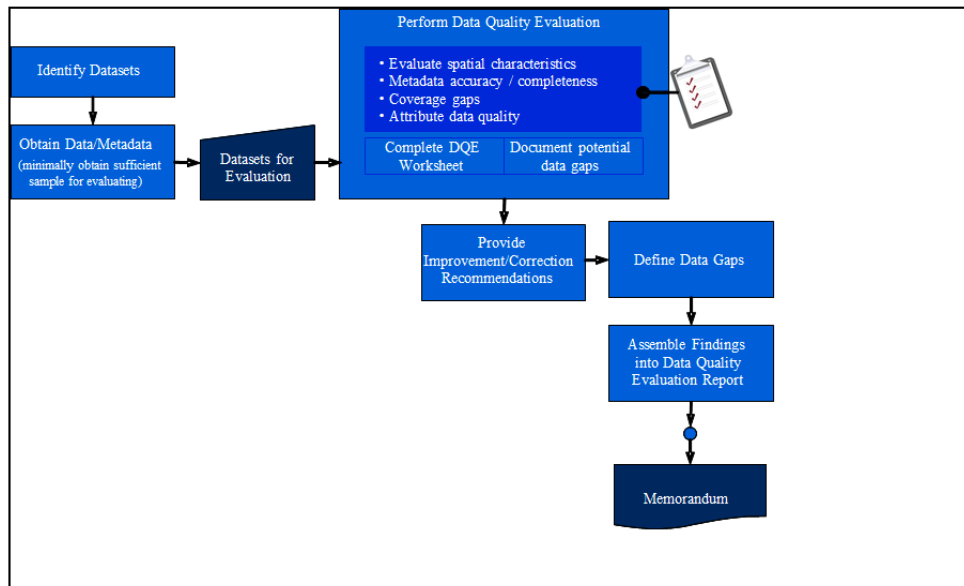 Perform Data Quality Evaluation
Identify Datasets
• Evaluate spatial characteristics
• Metadata accuracy / completeness
• Coverage gaps
• Attribute data quality
Obtain Data/Metadata
(minimally obtain sufficient
sample for evaluating)
Datasets for
Evaluation
Complete DQE
Worksheet
Document potential
data gaps
Provide
Improvement/Correction
Recommendations
Define Data Gaps
Assemble Findings
into Data Quality
Evaluation Report
Memorandum